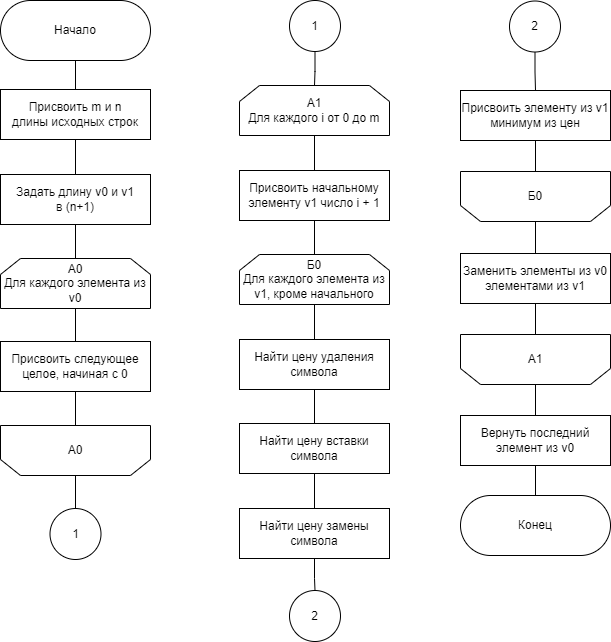 Начало
Присвоить m и n
длины исходных строк
Задать длину v0 и v1
в (n+1)
А0
Для каждого элемента из
v0
Присвоить следующее
целое, начиная с 0
А0
1
1
А1
Для каждого i от 0 до m
Присвоить начальному
элементу v1 число i + 1
Б0
Для каждого элемента из
v1, кроме начального
Найти цену удаления
символа
Найти цену вставки
символа
Найти цену замены
символа
2
2
Присвоить элементу из v1
минимум из цен
Б0
Заменить элементы из v0
элементами из v1
А1
Вернуть последний
элемент из v0
Конец